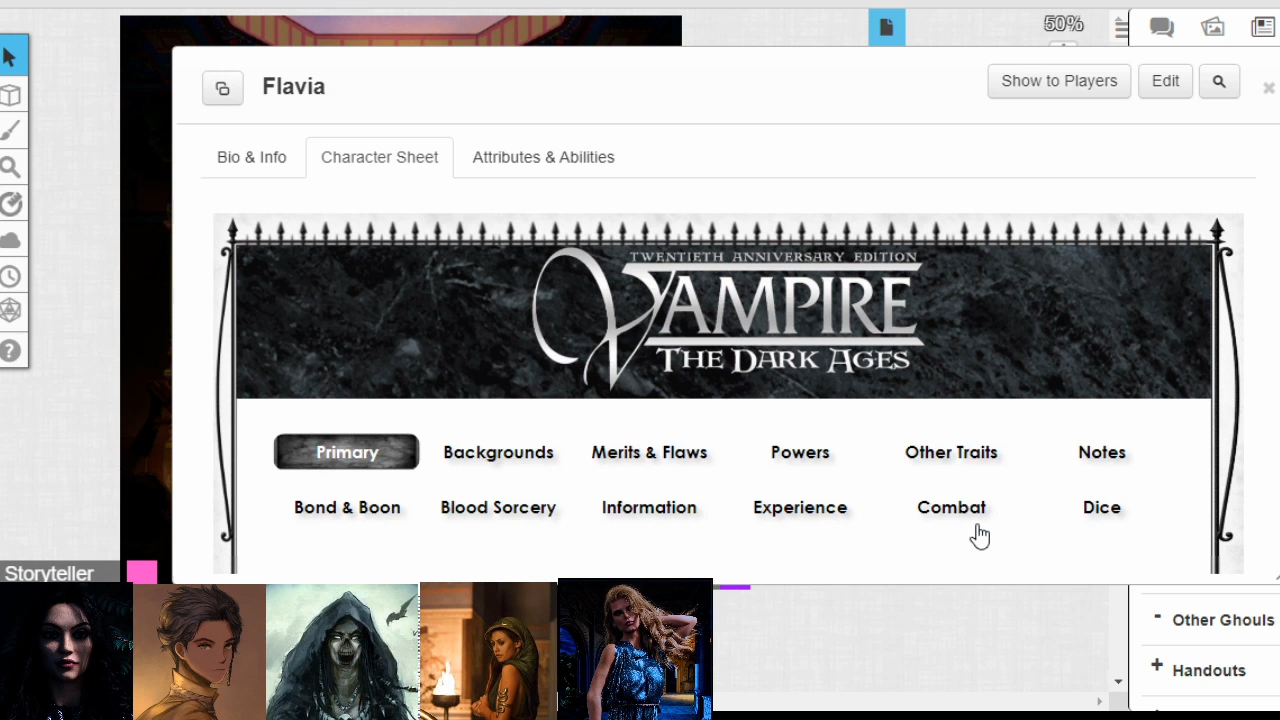 50%
Flavia
Show to Players
Edit
Bio & Info
Character Sheet
Attributes & Abilities
TWENTIETH ANNIVERSARY EDITION
VAMPIRE
THE DARK AGES
Primary
Backgrounds
Merits & Flaws
Powers
Other Traits
Notes
Bond & Boon
Blood Sorcery
Information
Experience
Combat
Dice
Storyteller
Other Ghouls
Handouts